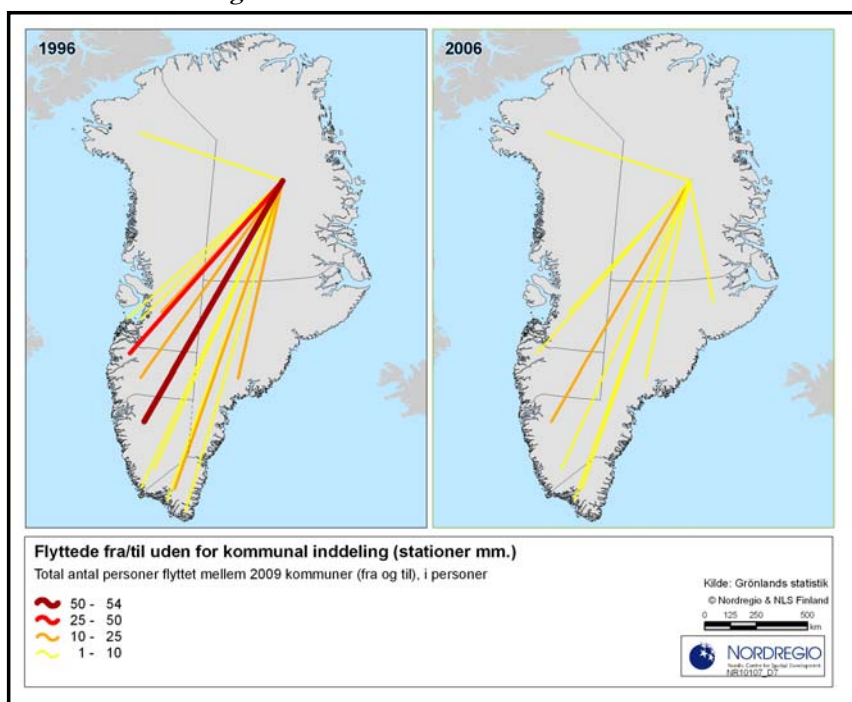 1996
2006
Flyttede fra/til uden for kommunal inddeling (stationer mm.)
Total antal personer flyttet mellem 2009 kommuner (fra og til), i personer
50 - 54
25 - 50
10 - 25
1 - 10
Kilde: Grönlands statistik
© Nordregio & NLS Finland
0 125 250 500
km
NORDREGIO
Nordic Centre for Spatial Development
NR10107_D7